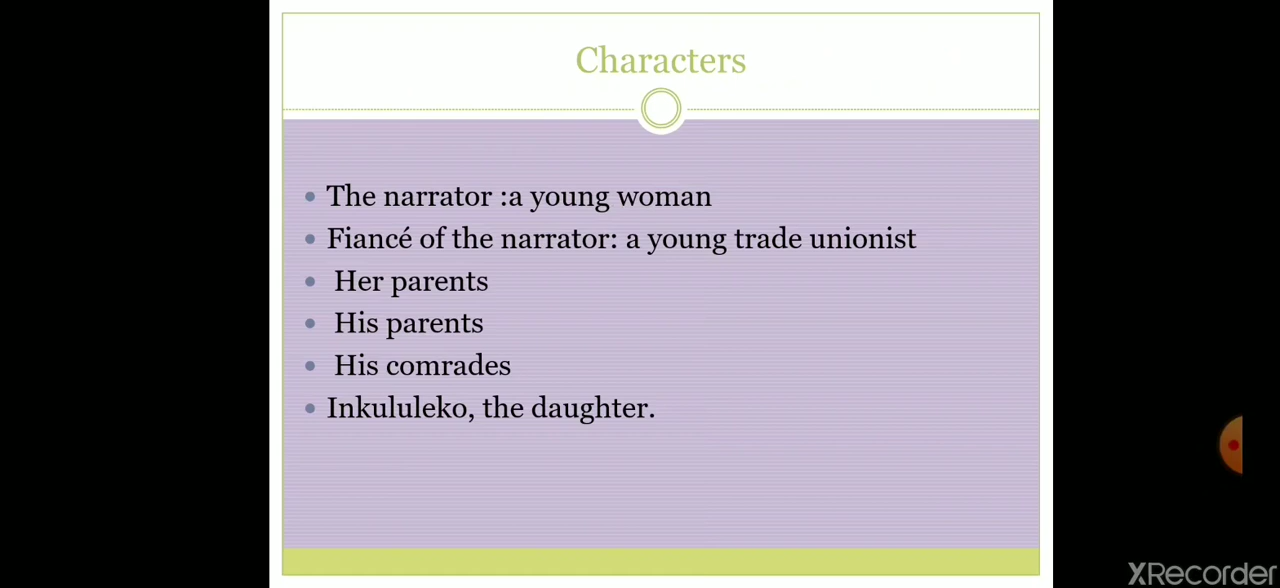 Characters
The narrator :a young woman
Fiancé of the narrator: a young trade unionist
Her parents
His parents
His comrades
Inkululeko, the daughter.
XRecorder